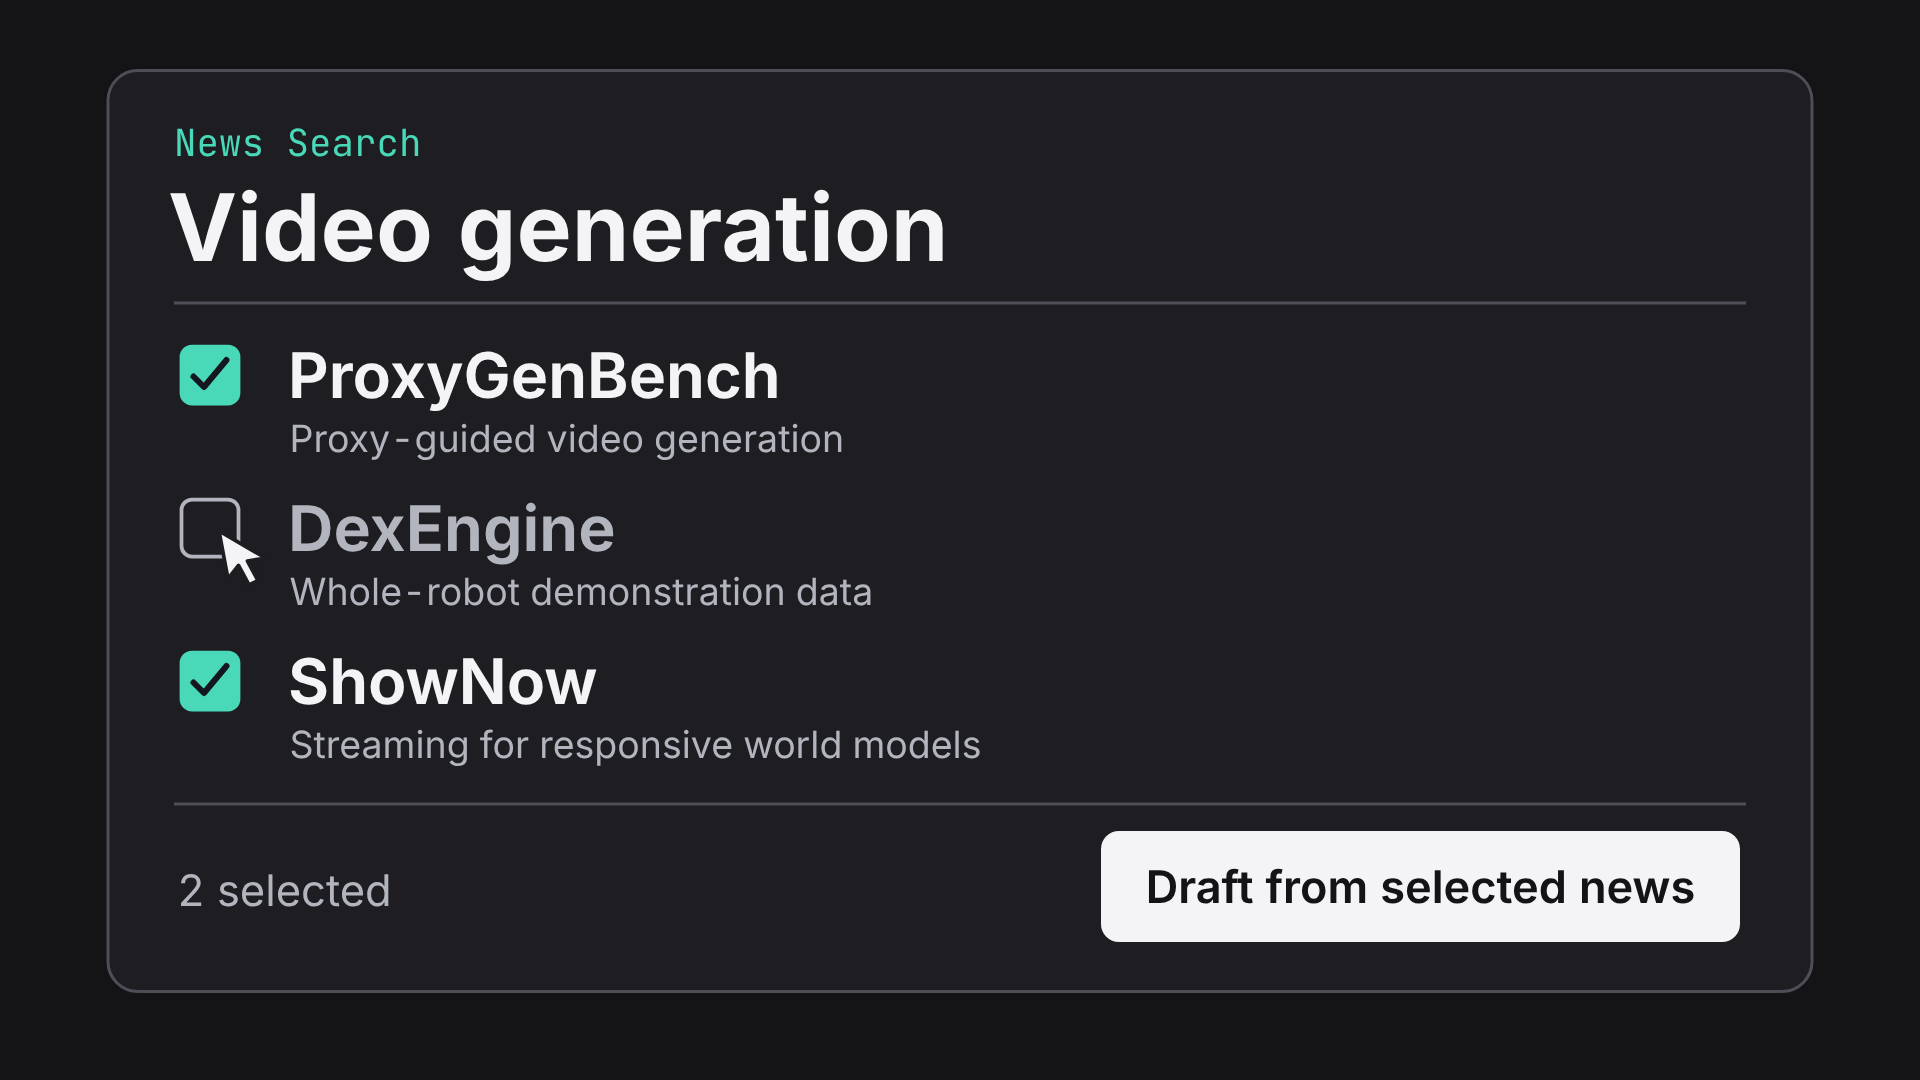 News Search
Video generation
ProxyGenBench
Proxy-guided video generation
DexEngine
Whole-robot demonstration data
ShowNow
Streaming for responsive world models
2 selected
Draft from selected news